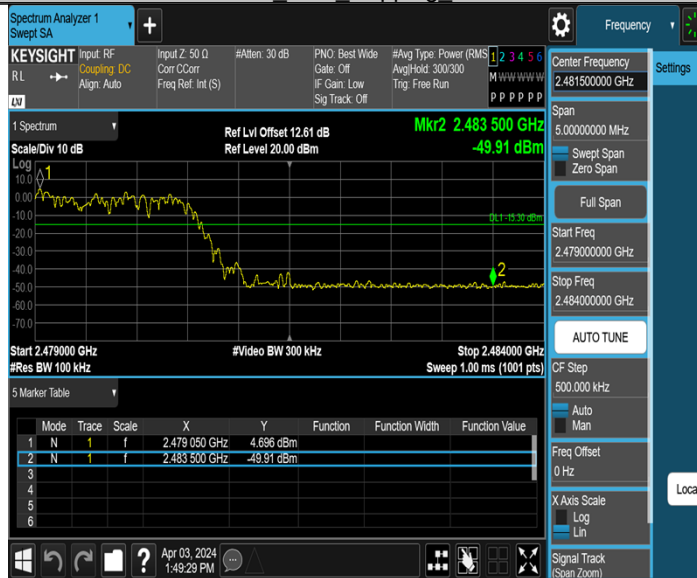 Spectrum Analyzer 1
Swept SA
Frequency
Settings
KEYSIGHT
RL
LXI
Input: RF
Coupling: DC
Align: Auto
Input Z: 50 Ω
Corr CCorr
Freq Ref: Int (S)
#Atten: 30 dB
PNO: Best Wide
Gate: Off
IF Gain: Low
Sig Track: Off
#Avg Type: Power (RMS
Avg|Hold: 300/300
Trig: Free Run
1 2 3 4 5 6
M W W W W W
P P P P P P
1 Spectrum
Scale/Div 10 dB
Ref Lvl Offset 12.61 dB
Ref Level 20.00 dBm
Mkr2 2.483 500 GHz
-49.91 dBm
Log
10.0
0.00
-10.0
-20.0
-30.0
-40.0
-50.0
-60.0
-70.0
1
DL1 -15.30 dBm
2
Start 2.479000 GHz
#Res BW 100 kHz
#Video BW 300 kHz
Stop 2.484000 GHz
Sweep 1.00 ms (1001 pts)
5 Marker Table
Mode Trace Scale X Y Function Function Width Function Value
1 N 1 f 2.479 050 GHz 4.696 dBm
2 N 1 f 2.483 500 GHz -49.91 dBm
3
4
5
6
Apr 03, 2024
1:49:29 PM
Center Frequency
2.481500000 GHz
Span
5.00000000 MHz
Swept Span
Zero Span
Full Span
Start Freq
2.479000000 GHz
Stop Freq
2.484000000 GHz
AUTO TUNE
CF Step
500.000 kHz
Auto
Man
Freq Offset
0 Hz
X Axis Scale
Log
Lin
Signal Track
(Span Zoom)
Loca